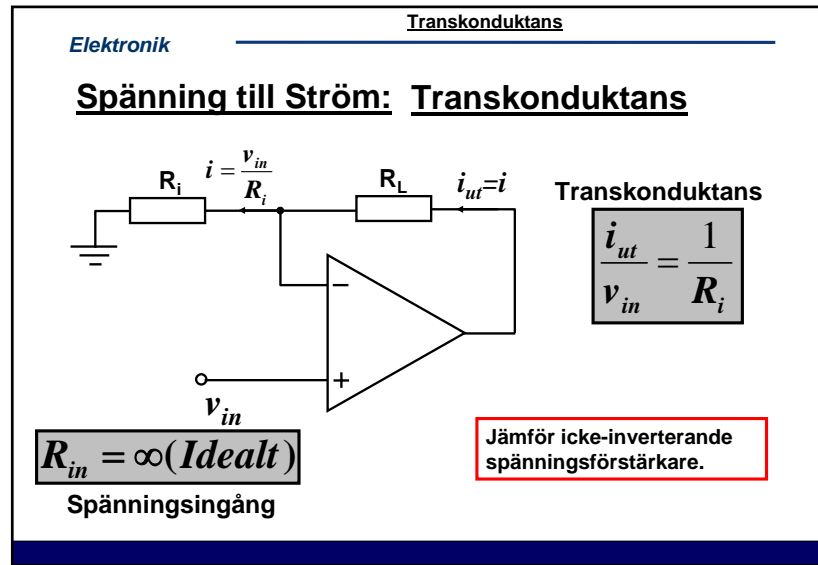 Transkonduktans
Elektronik
Spänning till Ström: Transkonduktans
R_i
i = v_in / R_i
R_L
i_ut=i
Transkonduktans
i_ut / v_in = 1 / R_i
−
+
v_in
R_in = ∞(Idealt)
Spänningsingång
Jämför icke-inverterande
spänningsförstärkare.